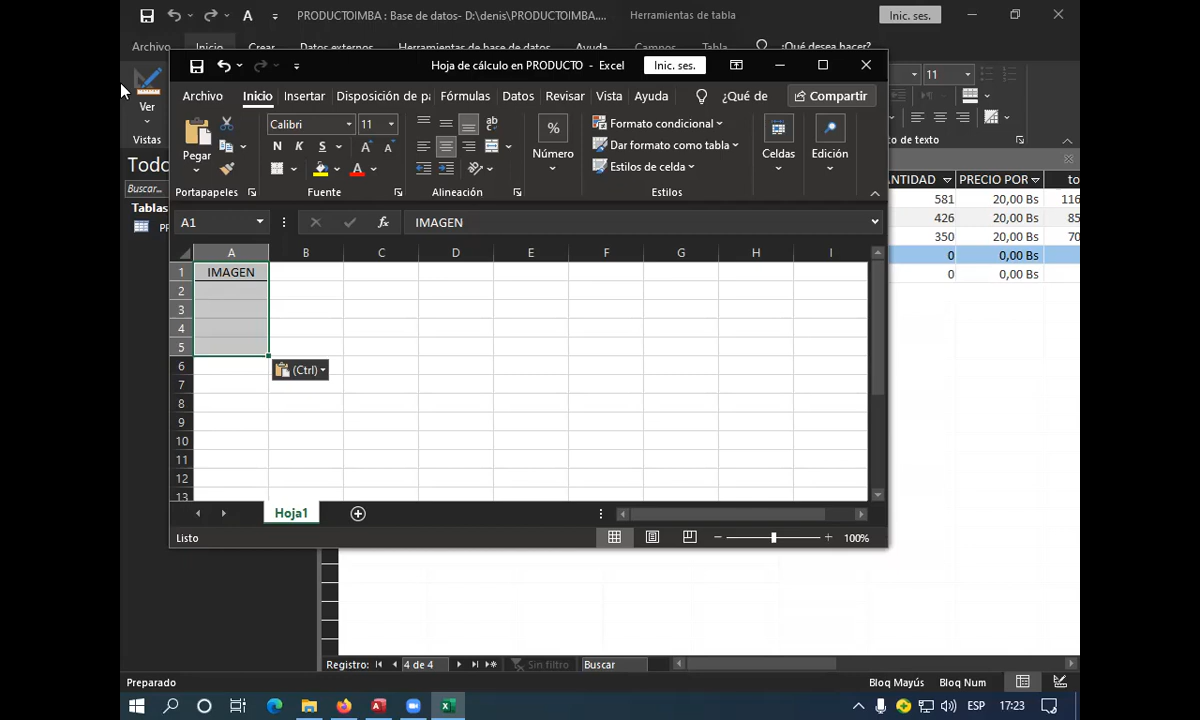 PRODUCTOIMBA : Base de datos- D:\denis\PRODUCTOIMBA.... Herramientas de tabla Inic. ses.
Archivo Inicio Crear Datos externos Herramientas de base de datos Ayuda Campos Tabla ¿Qué desea hacer?
Hoja de cálculo en PRODUCTO - Excel Inic. ses.
Archivo Inicio Insertar Disposición de pá Fórmulas Datos Revisar Vista Ayuda ¿Qué de Compartir
Ver
Vistas
Pegar
Portapapeles
Calibri 11
N K S
Fuente
Alineación
Número
Formato condicional
Dar formato como tabla
Estilos de celda
Estilos
Celdas
Edición
11
o de texto
Todo
Buscar...
Tablas
A1 IMAGEN
A B C D E F G H I
1 IMAGEN
2
3
4
5
6
7
8
9
10
11
12
13
(Ctrl)
ANTIDAD PRECIO POR to
581 20,00 Bs 116
426 20,00 Bs 85
350 20,00 Bs 70
0 0,00 Bs
0 0,00 Bs
Hoja1
Listo 100%
Registro: 4 de 4 Sin filtro Buscar
Preparado Bloq Mayús Bloq Num
ESP 17:23